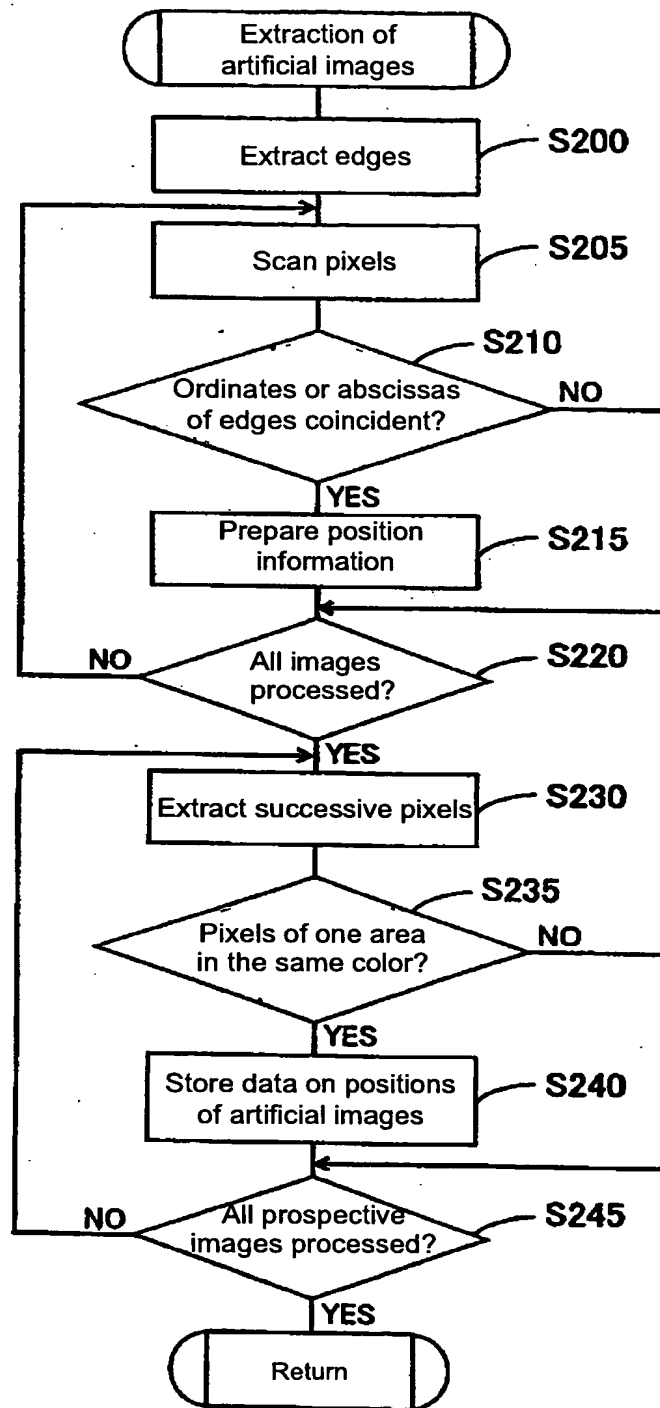 Extraction of
artificial images
Extract edges
S200
Scan pixels
S205
S210
Ordinates or abscissas
of edges coincident?
NO
YES
Prepare position
information
S215
NO
All images
processed?
S220
YES
Extract successive pixels
S230
S235
Pixels of one area
in the same color?
NO
YES
Store data on positions
of artificial images
S240
NO
All prospective
images processed?
S245
YES
Return